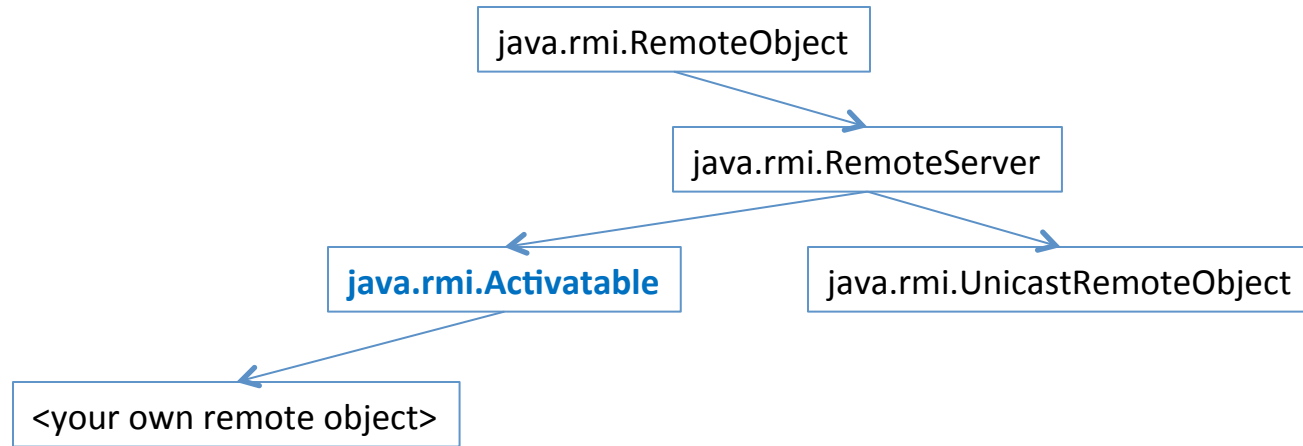 java.rmi.RemoteObject
java.rmi.RemoteServer
java.rmi.Activatable
java.rmi.UnicastRemoteObject
<your own remote object>